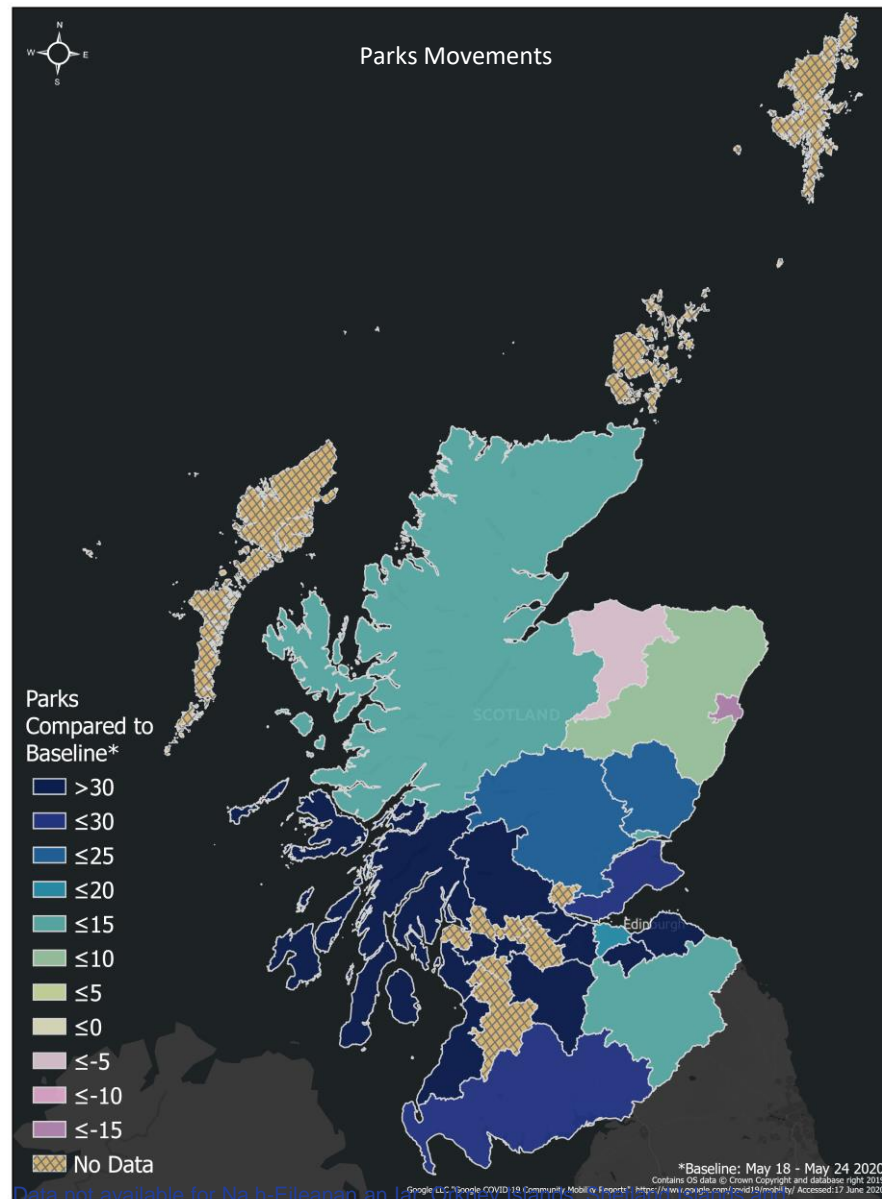 N
W E
S
Parks Movements
SCOTLAND
Edinburgh
Parks
Compared to
Baseline*
>30
≤30
≤25
≤20
≤15
≤10
≤5
≤0
≤-5
≤-10
≤-15
No Data
*Baseline: May 18 - May 24 2020
Contains OS data © Crown Copyright and database right 2019
Google LLC "Google COVID-19 Community Mobility Reports". https://www.google.com/covid19/mobility/ Accessed:17 June 2020
Data not available for Na h-Eileanan an Iar, Orkney Islands, Shetland